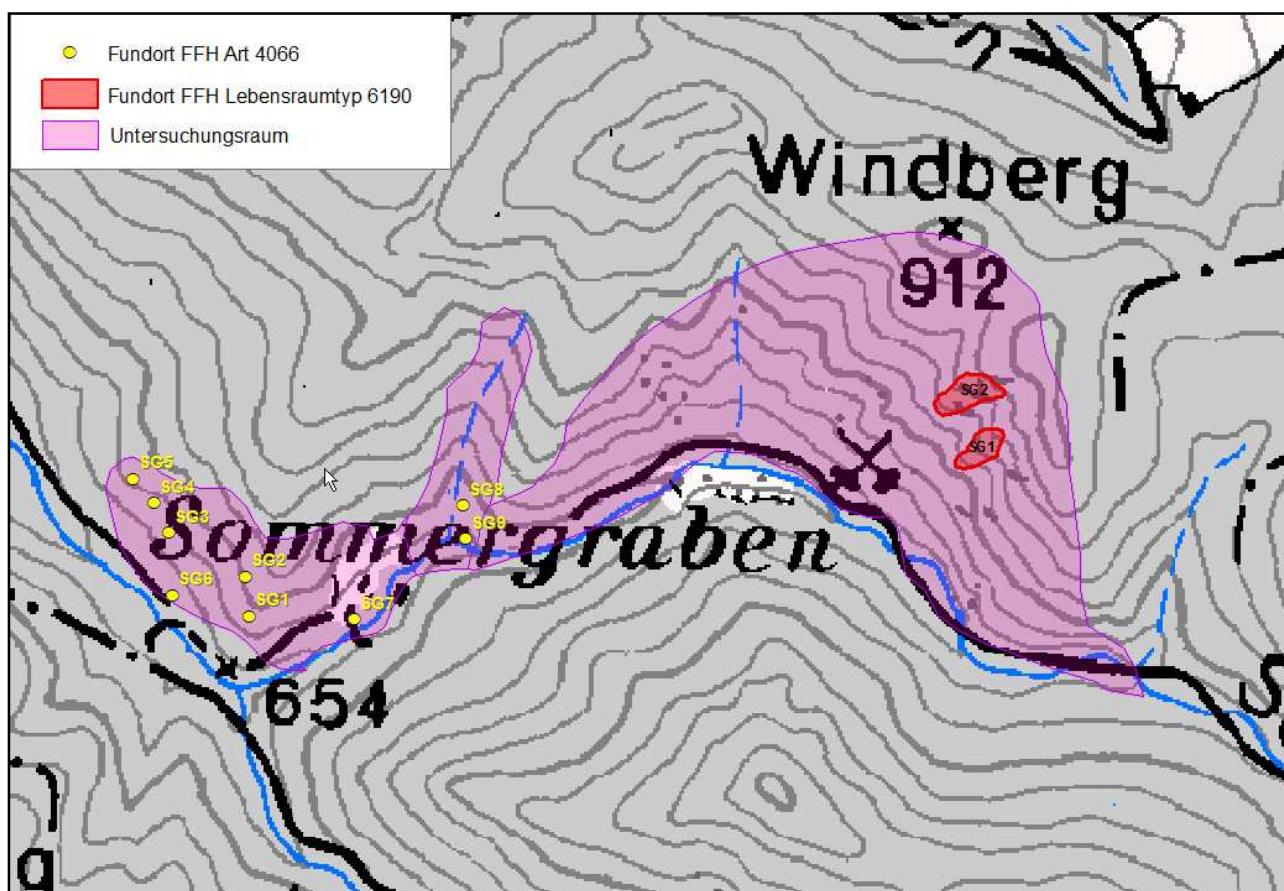 Fundort FFH Art 4066
Fundort FFH Lebensraumtyp 6190
Untersuchungsraum
n
Windberg
912
SG2
SG1
SG5
SG4
SG3
SG8
SG9
Sommergraben
SG2
SG6
SG1
SG7
654
i
i
S
g